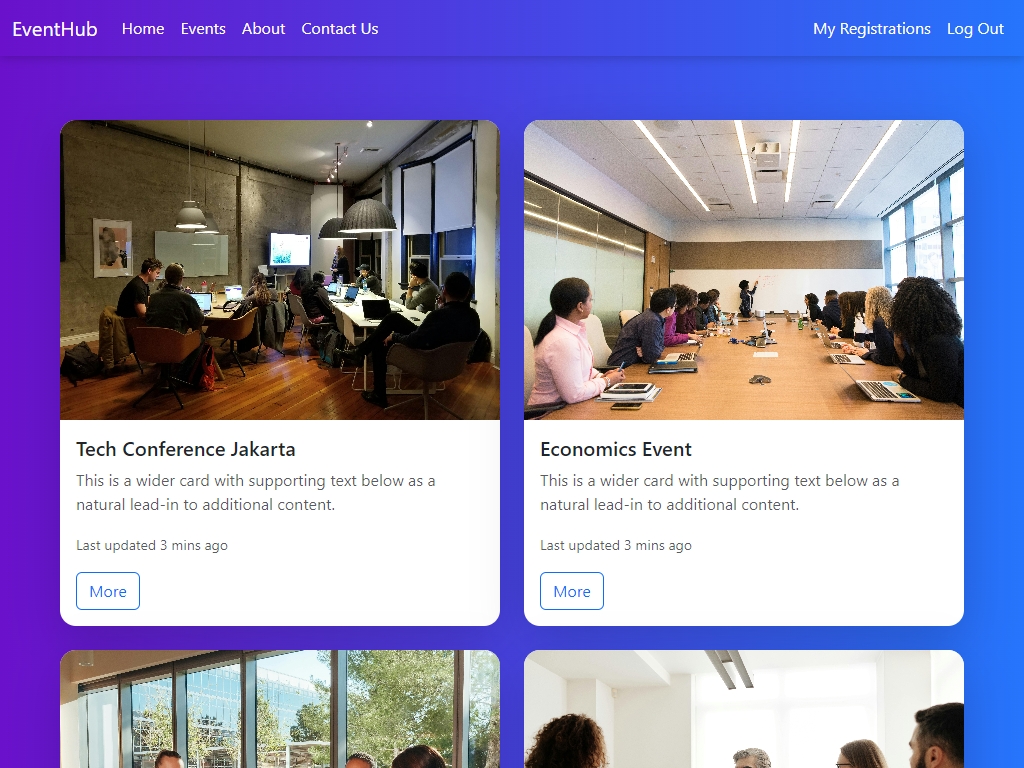 EventHub Home Events About Contact Us My Registrations Log Out
Tech Conference Jakarta
This is a wider card with supporting text below as a
natural lead-in to additional content.
Last updated 3 mins ago
More
Economics Event
This is a wider card with supporting text below as a
natural lead-in to additional content.
Last updated 3 mins ago
More